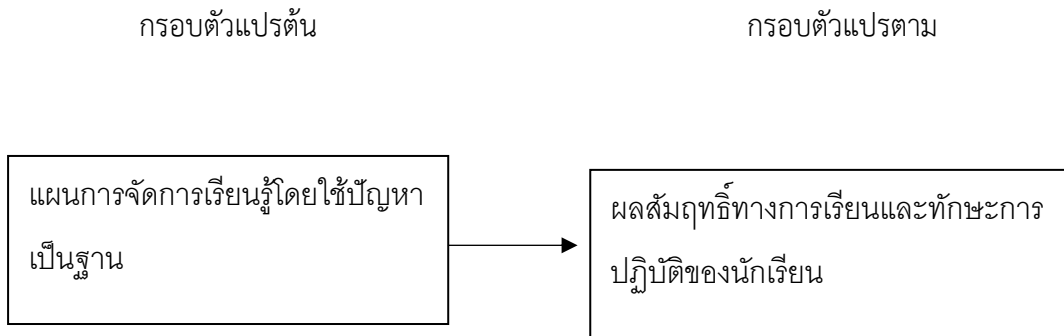 กรอบตัวแปรต้น
กรอบตัวแปรตาม
แผนการจัดการเรียนรู้โดยใช้ปัญหา
เป็นฐาน
ผลสัมฤทธิ์ทางการเรียนและทักษะการ
ปฏิบัติของนักเรียน